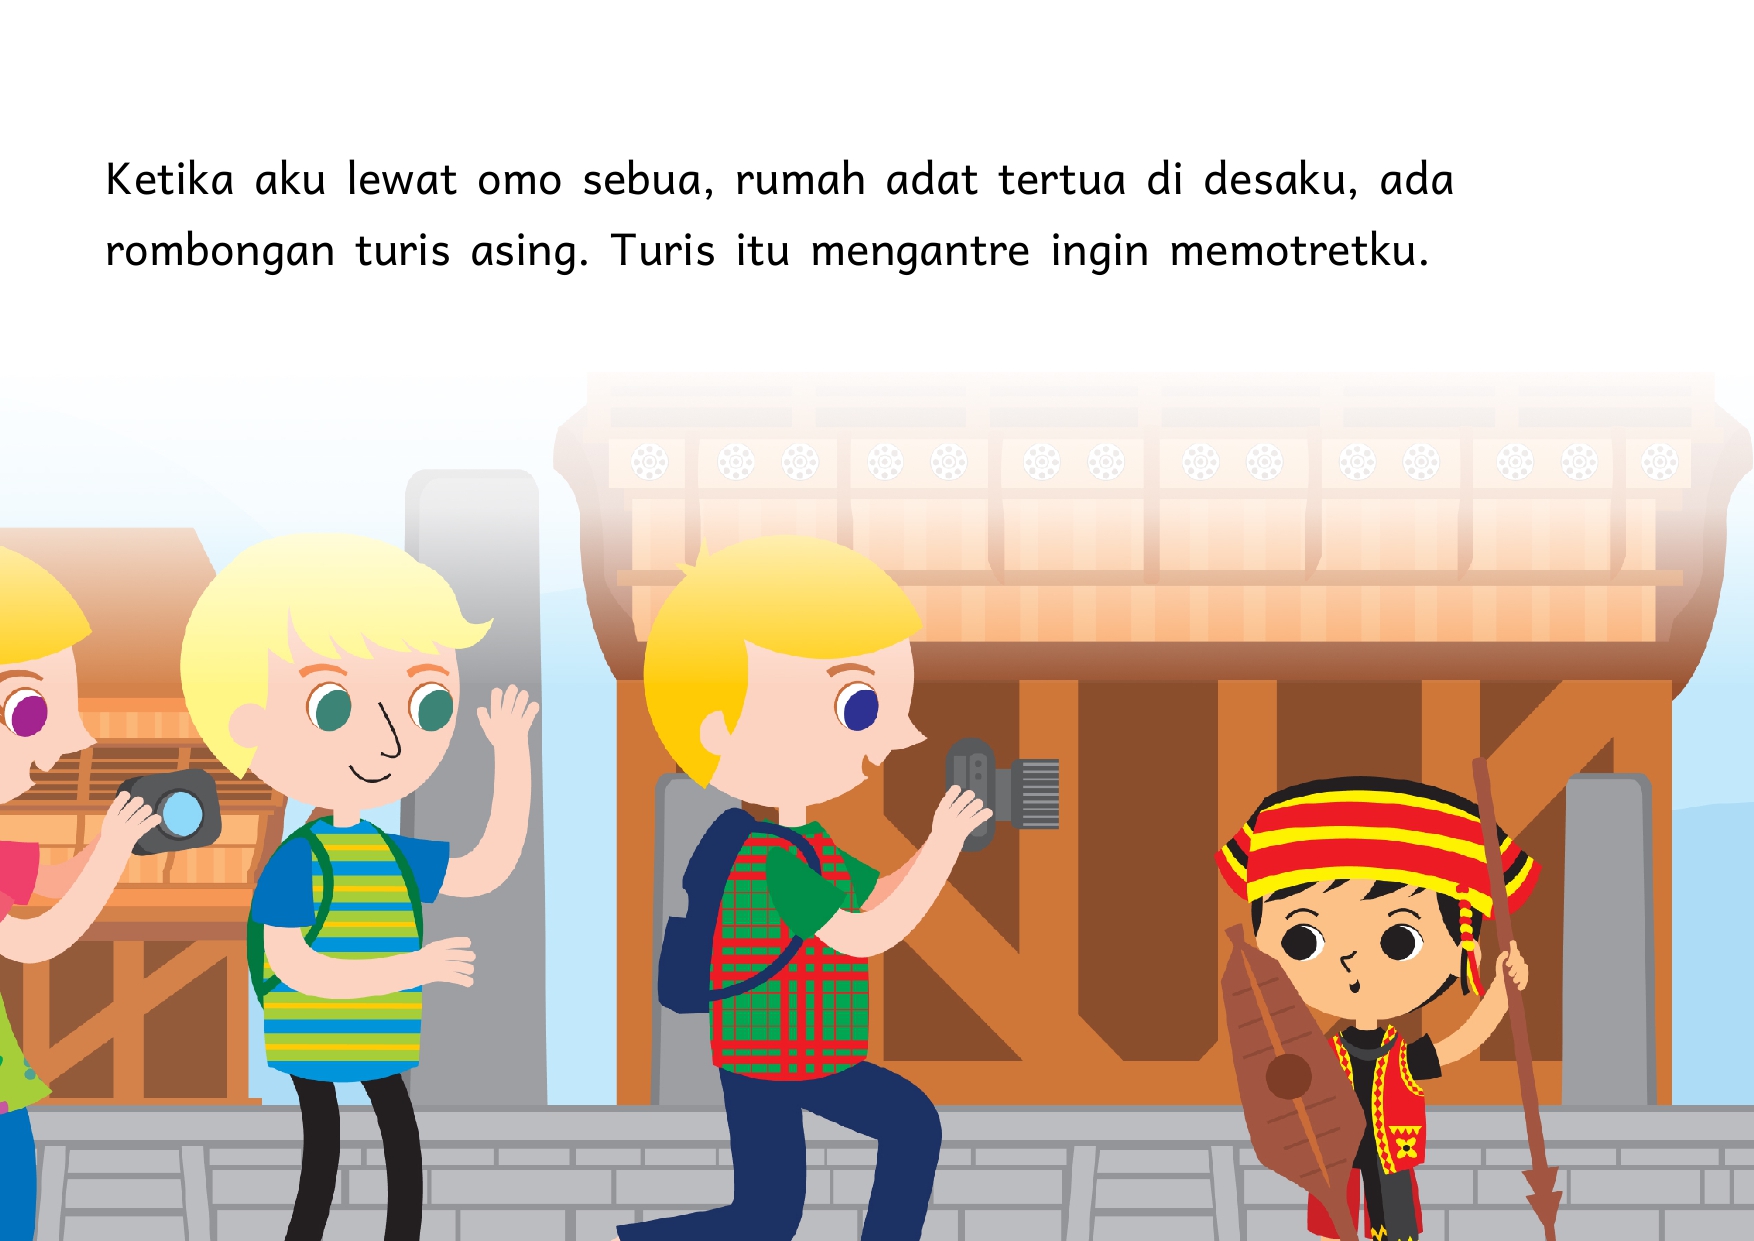 Ketika aku lewat omo sebua, rumah adat tertua di desaku, ada
rombongan turis asing. Turis itu mengantre ingin memotretku.